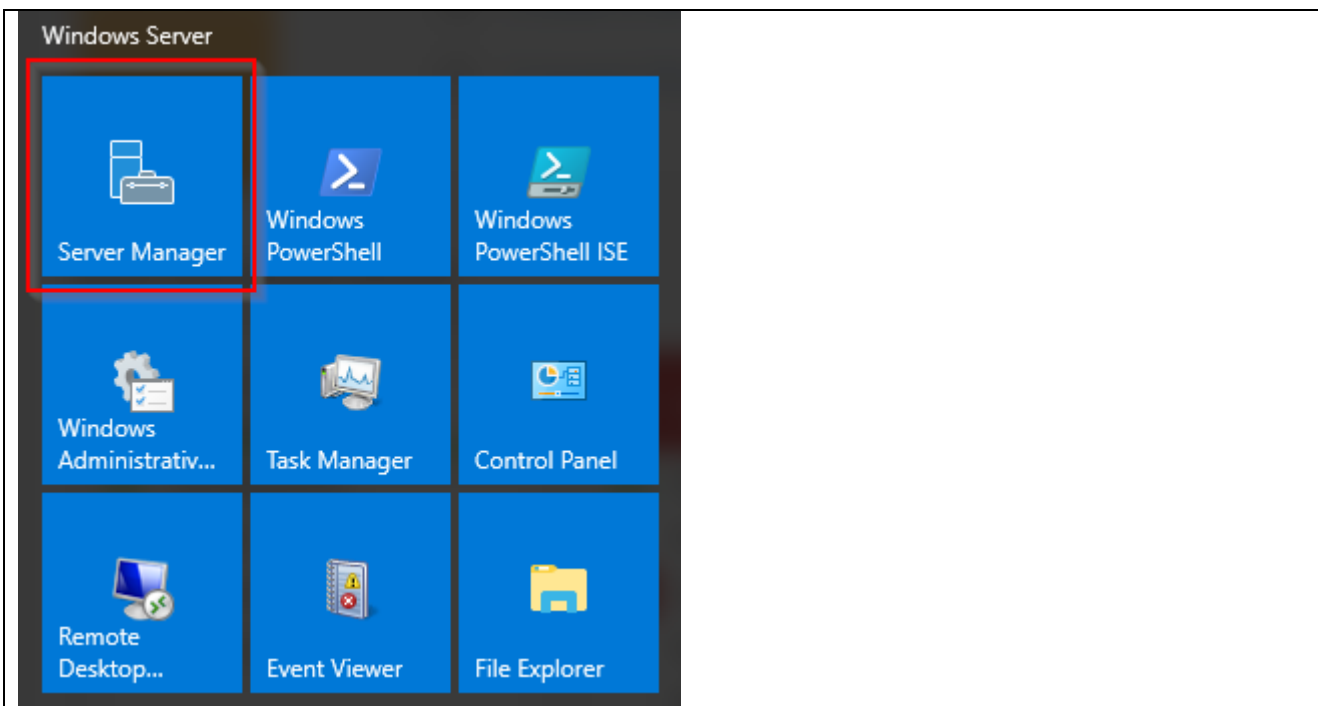 Windows Server
Server Manager
Windows
PowerShell
Windows
PowerShell ISE
Windows
Administrativ...
Task Manager
Control Panel
Remote
Desktop...
Event Viewer
File Explorer